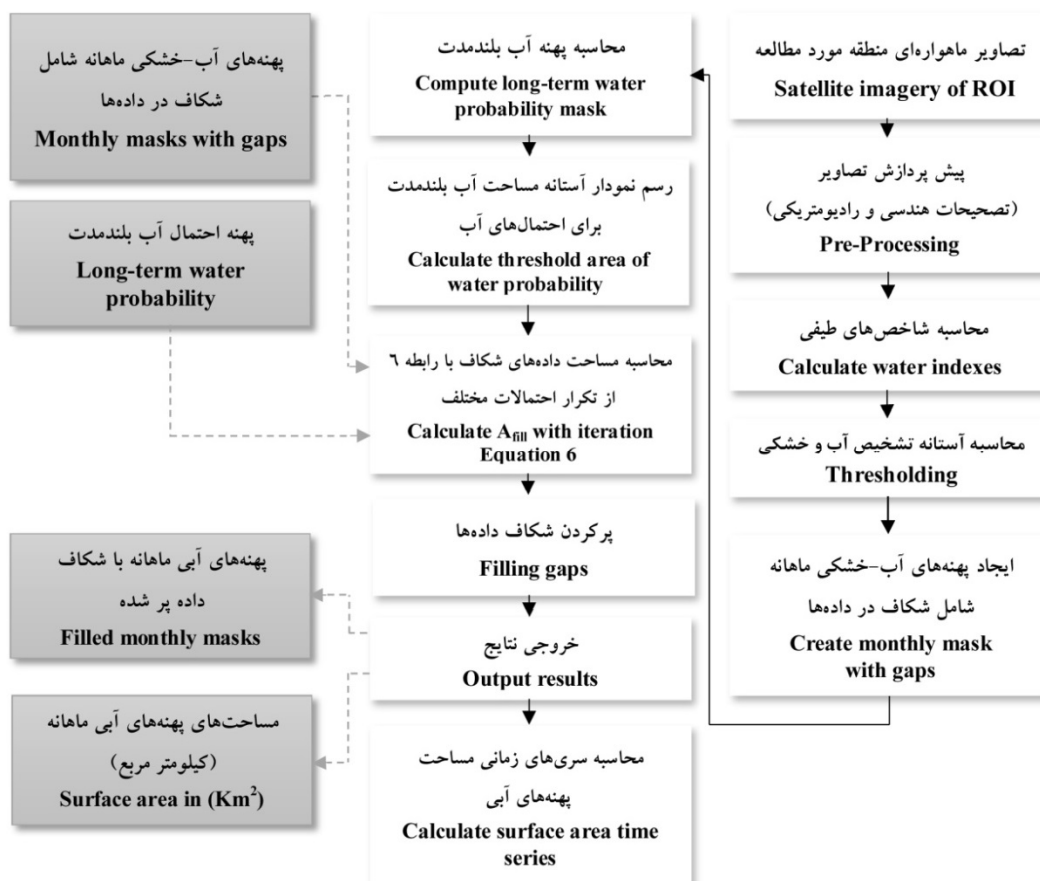 تصاویر ماهواره‌ای منطقه مورد مطالعه
Satellite imagery of ROI
پیش پردازش تصاویر
(تصحیحات هندسی و رادیومتریکی)
Pre-Processing
محاسبه شاخص‌های طیفی
Calculate water indexes
محاسبه آستانه تشخیص آب و خشکی
Thresholding
ایجاد پهنه‌های آب-خشکی ماهانه
شامل شکاف در داده‌ها
Create monthly mask
with gaps
محاسبه پهنه آب بلندمدت
Compute long-term water
probability mask
رسم نمودار آستانه مساحت آب بلندمدت
برای احتمال‌های آب
Calculate threshold area of
water probability
محاسبه مساحت داده‌های شکاف با رابطه ٦
از تکرار احتمالات مختلف
Calculate Afill with iteration
Equation 6
پرکردن شکاف داده‌ها
Filling gaps
خروجی نتایج
Output results
محاسبه سری‌های زمانی مساحت
پهنه‌های آبی
Calculate surface area time
series
پهنه‌های آب-خشکی ماهانه شامل
شکاف در داده‌ها
Monthly masks with gaps
پهنه احتمال آب بلندمدت
Long-term water
probability
پهنه‌های آبی ماهانه با شکاف
داده پر شده
Filled monthly masks
مساحت‌های پهنه‌های آبی ماهانه
(کیلومتر مربع)
Surface area in (Km²)